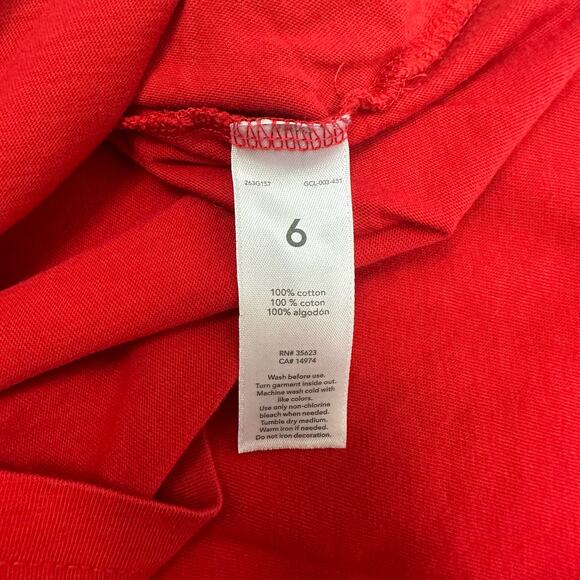 263G157 GCL-003-431
6
100% cotton
100 % coton
100% algodón
RN# 35623
CA# 14974
Wash before use.
Turn garment inside out.
Machine wash cold with
like colors.
Use only non-chlorine
bleach when needed.
Tumble dry medium.
Warm iron if needed.
Do not iron decoration.